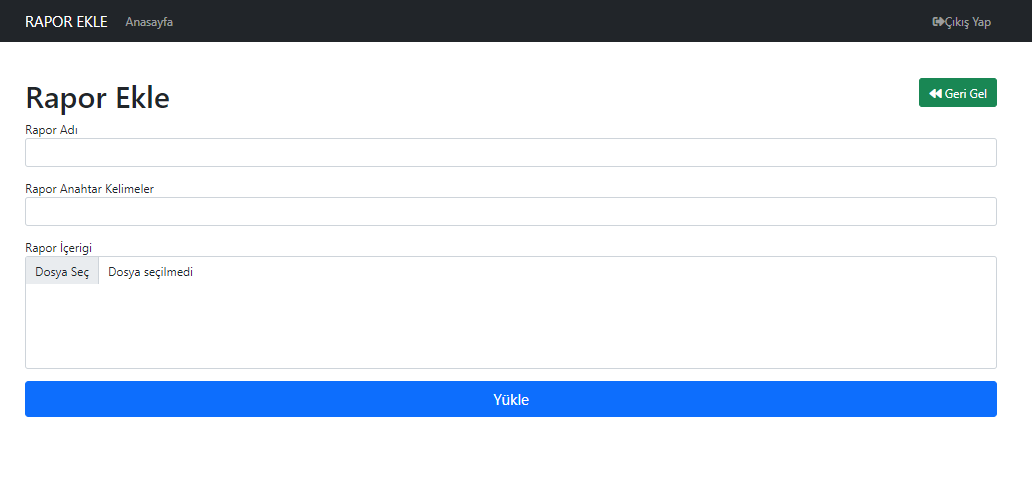 RAPOR EKLE Anasayfa Çıkış Yap
Rapor Ekle
Geri Gel
Rapor Adı
Rapor Anahtar Kelimeler
Rapor İçerigi
Dosya Seç Dosya seçilmedi
Yükle